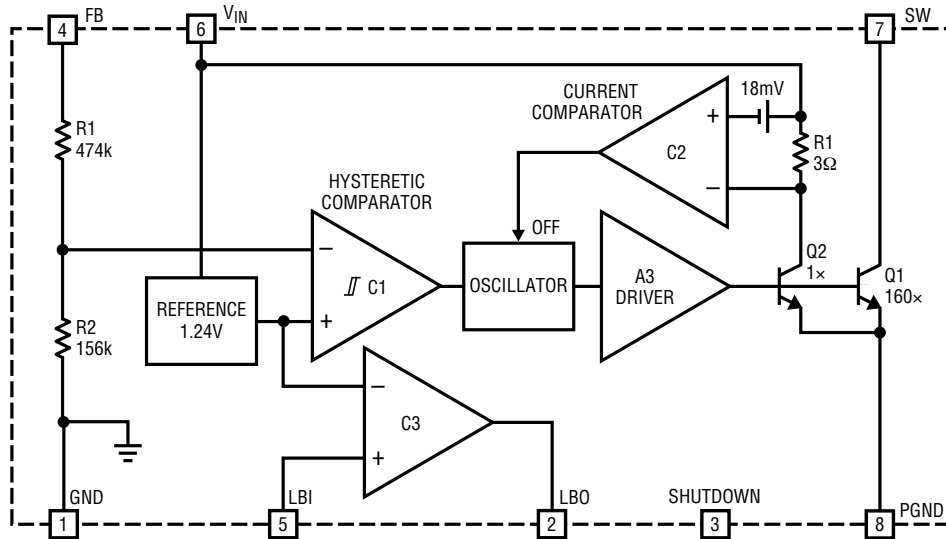 4 FB
6 VIN
7 SW
R1
474k
HYSTERETIC
COMPARATOR
CURRENT
COMPARATOR
18mV
+
C2
−
R1
3Ω
OFF
−
C1
+
OSCILLATOR
A3
DRIVER
Q2
1×
Q1
160×
REFERENCE
1.24V
R2
156k
−
C3
+
GND
1
LBI
5
LBO
2
SHUTDOWN
3
PGND
8